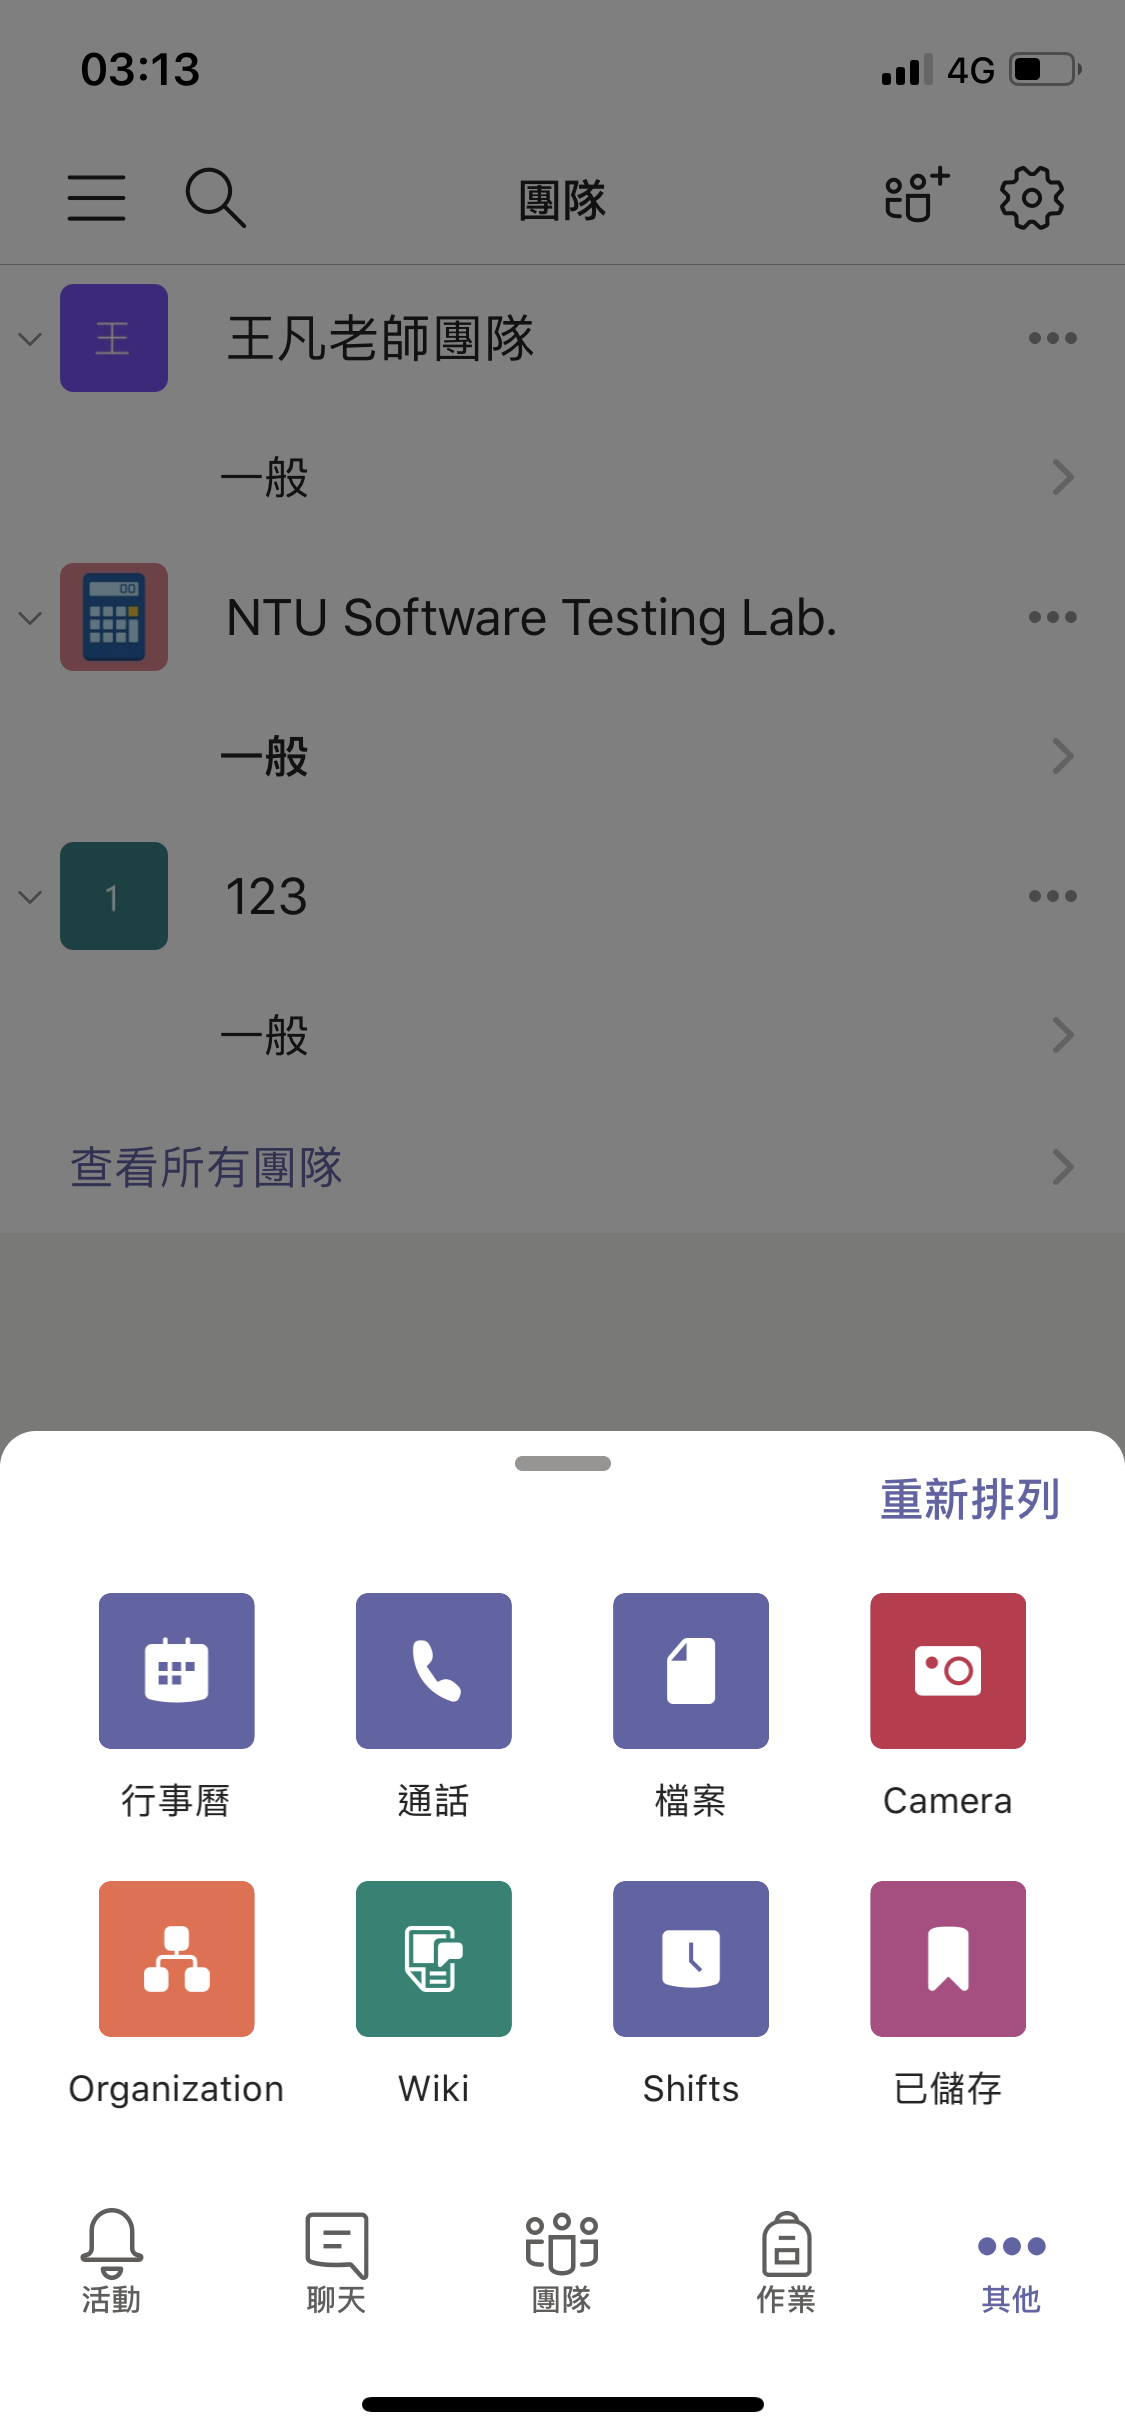 03:13
4G
團隊
王
王凡老師團隊
一般
00
NTU Software Testing Lab.
一般
1
123
一般
查看所有團隊
重新排列
行事曆
通話
檔案
Camera
Organization
Wiki
Shifts
已儲存
活動
聊天
團隊
作業
其他